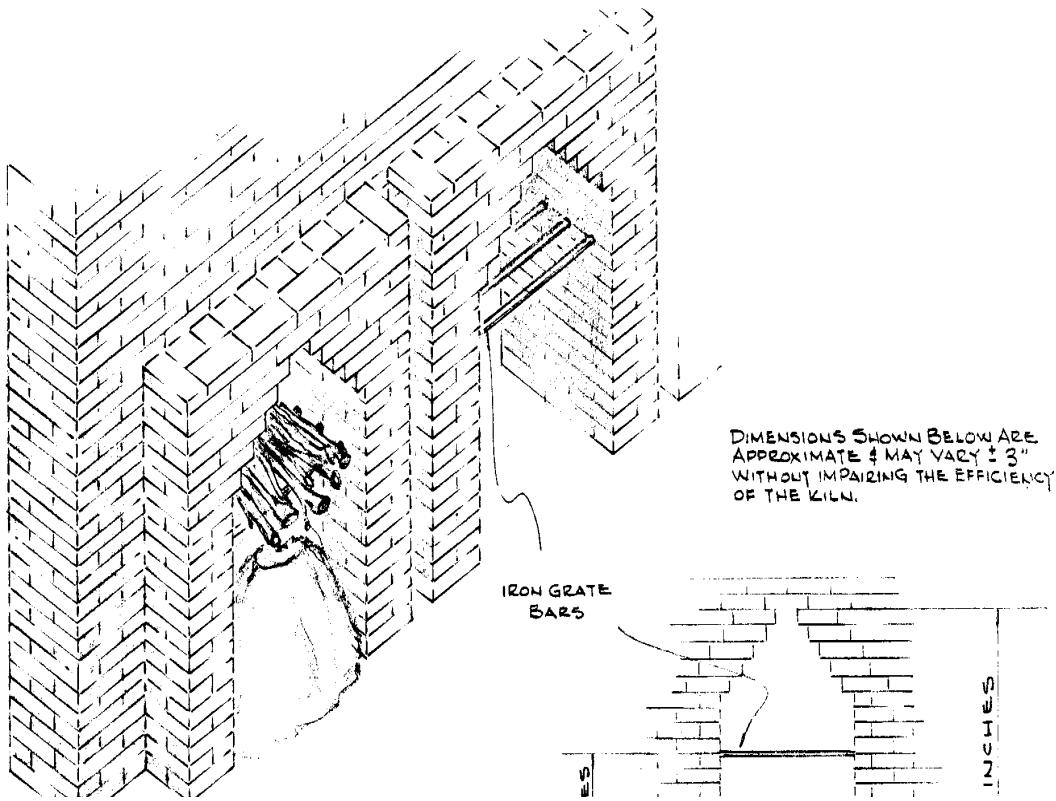 DIMENSIONS SHOWN BELOW ARE
APPROXIMATE & MAY VARY ± 3"
WITHOUT IMPAIRING THE EFFICIENCY
OF THE KILN.
IRON GRATE
BARS
INCHES
ES